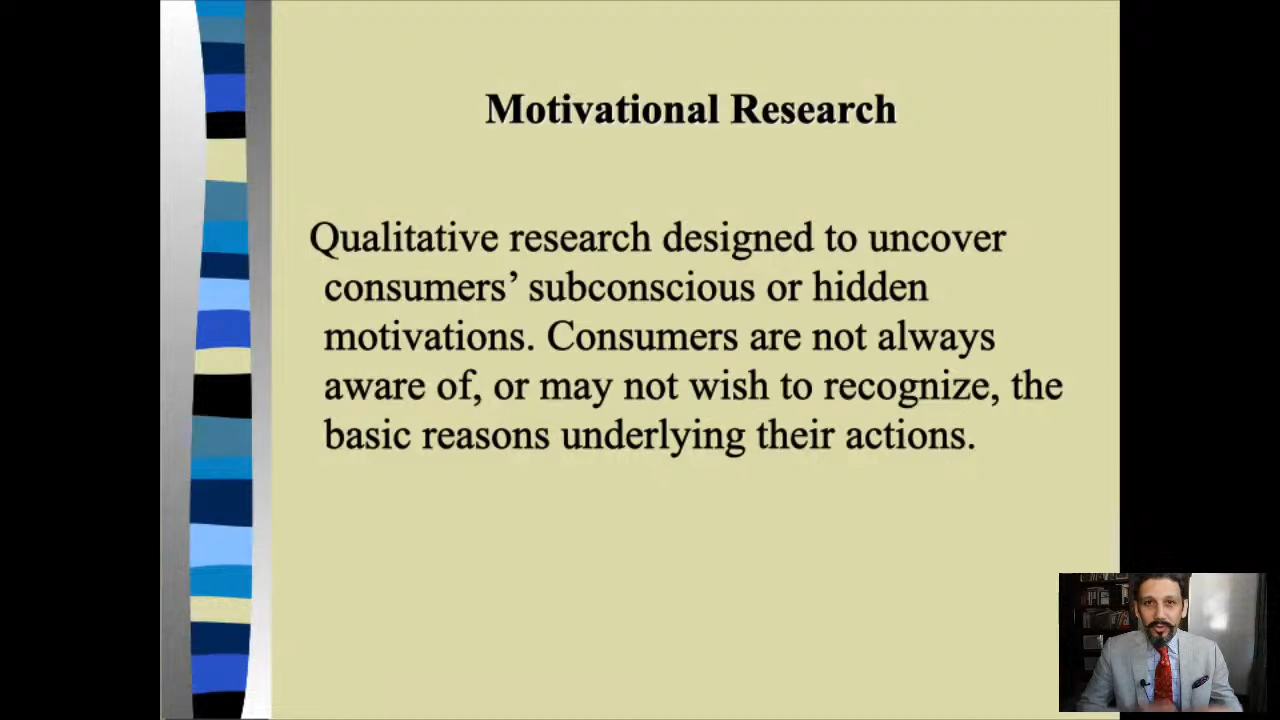 Motivational Research
Qualitative research designed to uncover
consumers’ subconscious or hidden
motivations. Consumers are not always
aware of, or may not wish to recognize, the
basic reasons underlying their actions.